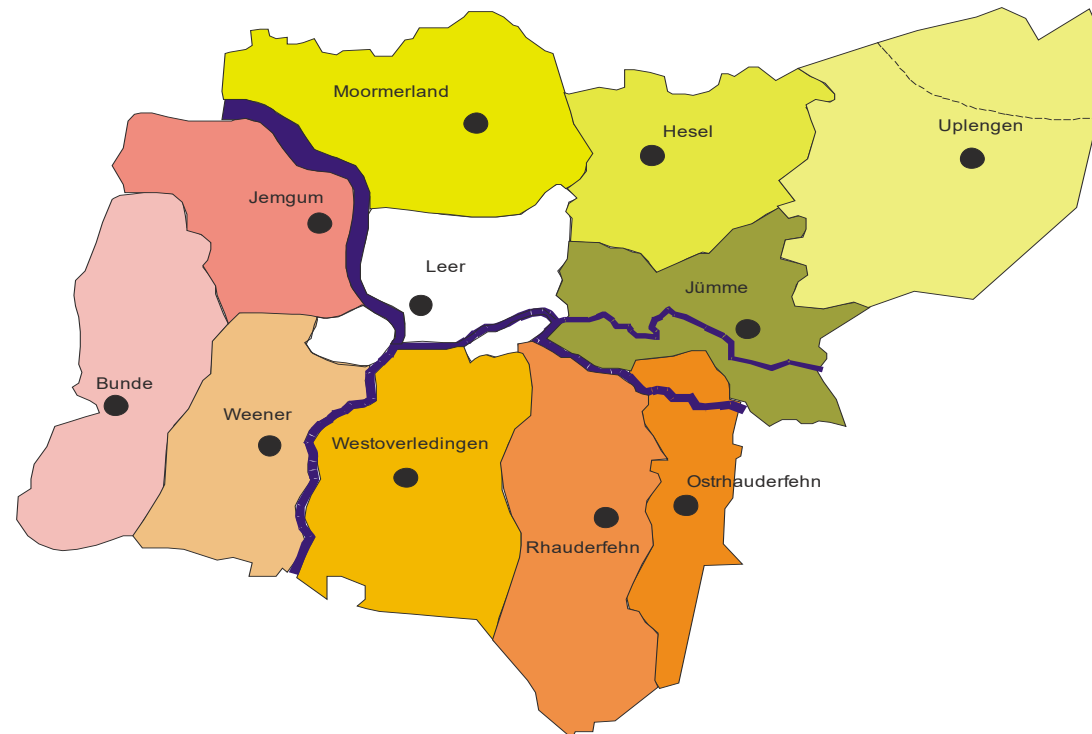 Moormerland
Hesel
Uplengen
Jemgum
Leer
Jümme
Bunde
Weener
Westoverledingen
Ostrhauderfehn
Rhauderfehn